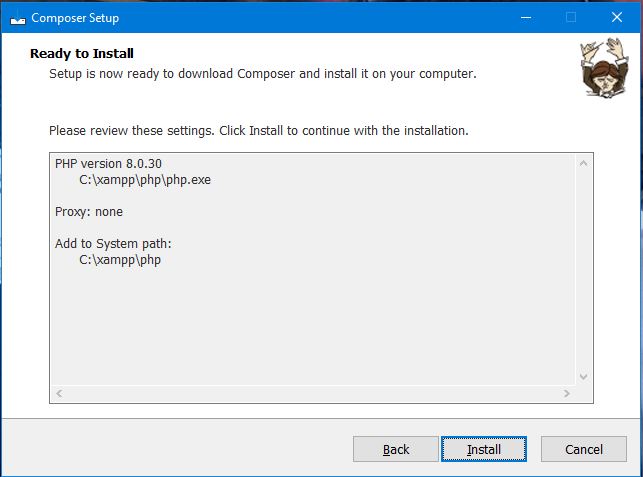 Composer Setup
Ready to Install
Setup is now ready to download Composer and install it on your computer.
Please review these settings. Click Install to continue with the installation.
PHP version 8.0.30
C:\xampp\php\php.exe
Proxy: none
Add to System path:
C:\xampp\php
Back
Install
Cancel